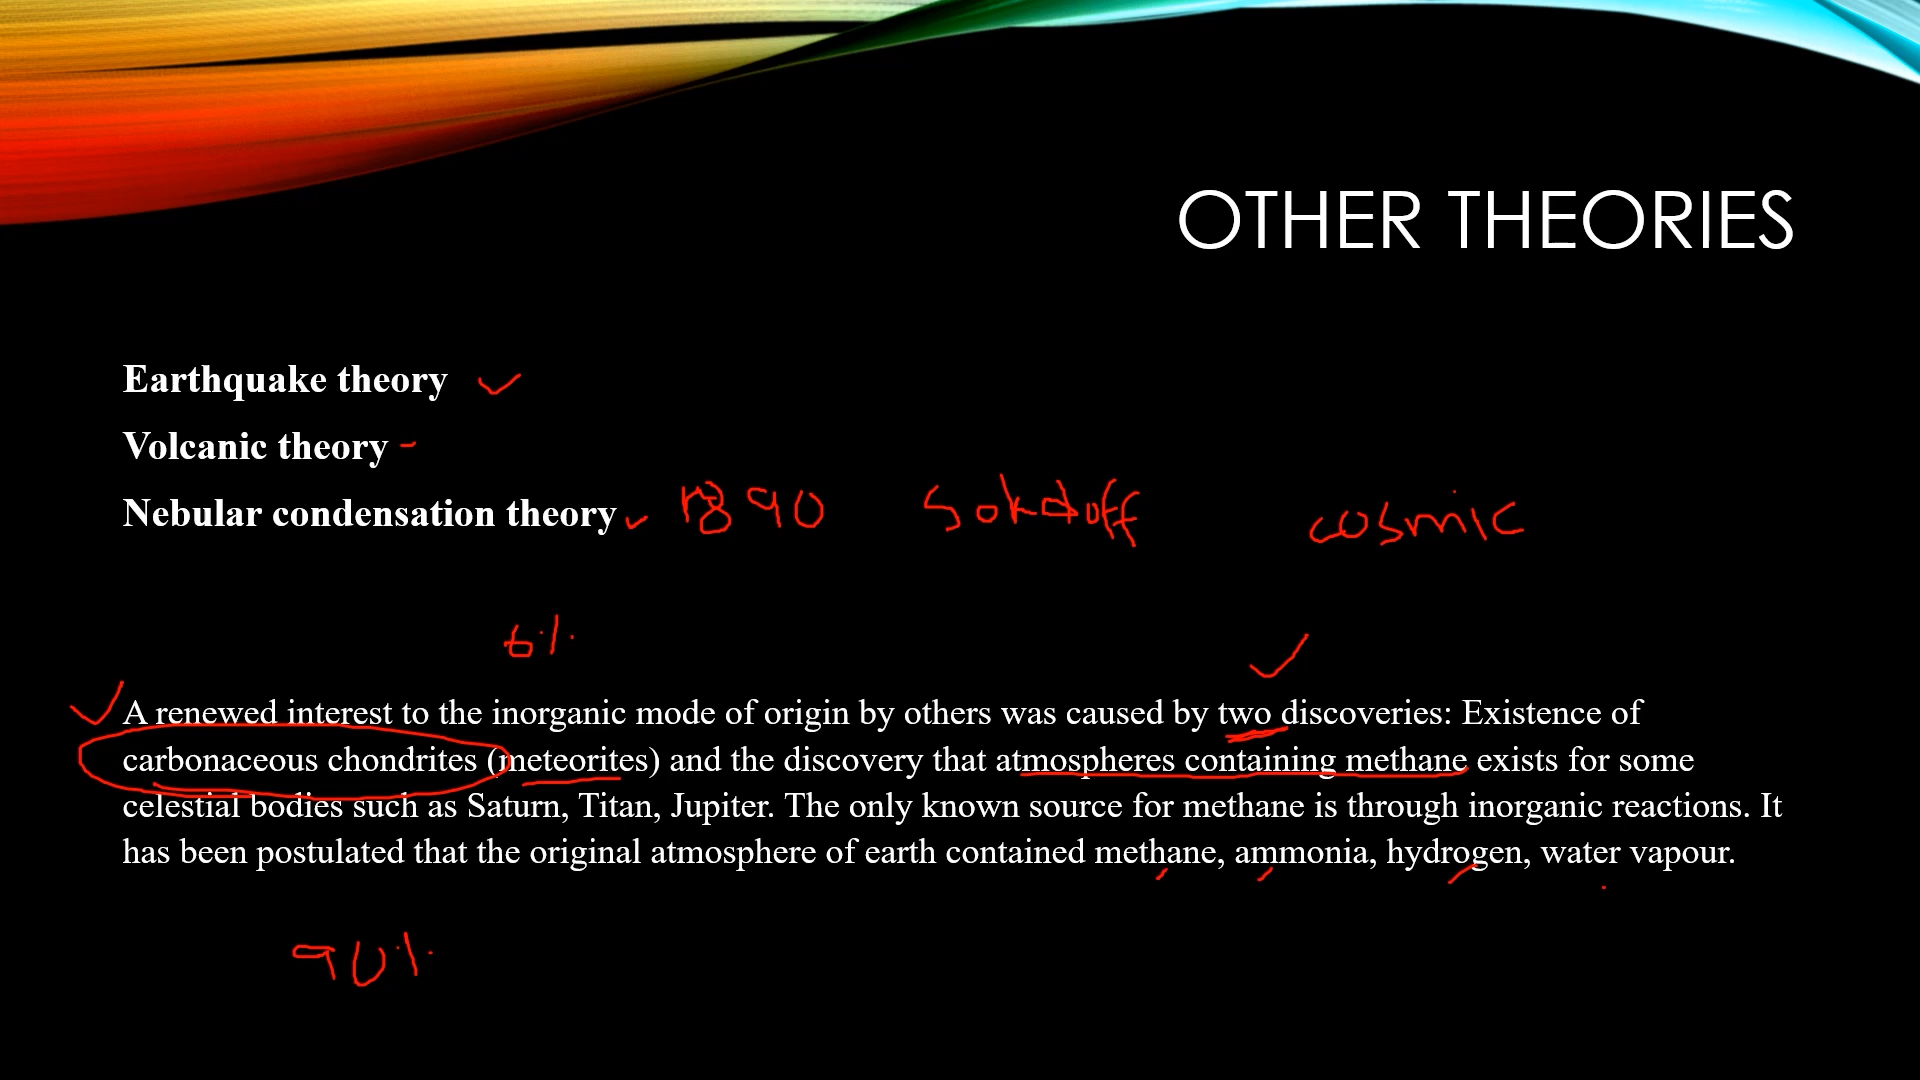 OTHER THEORIES
Earthquake theory
Volcanic theory -
Nebular condensation theory 1890 Sokoloff cosmic
6%
A renewed interest to the inorganic mode of origin by others was caused by two discoveries: Existence of
carbonaceous chondrites (meteorites) and the discovery that atmospheres containing methane exists for some
celestial bodies such as Saturn, Titan, Jupiter. The only known source for methane is through inorganic reactions. It
has been postulated that the original atmosphere of earth contained methane, ammonia, hydrogen, water vapour.
90%